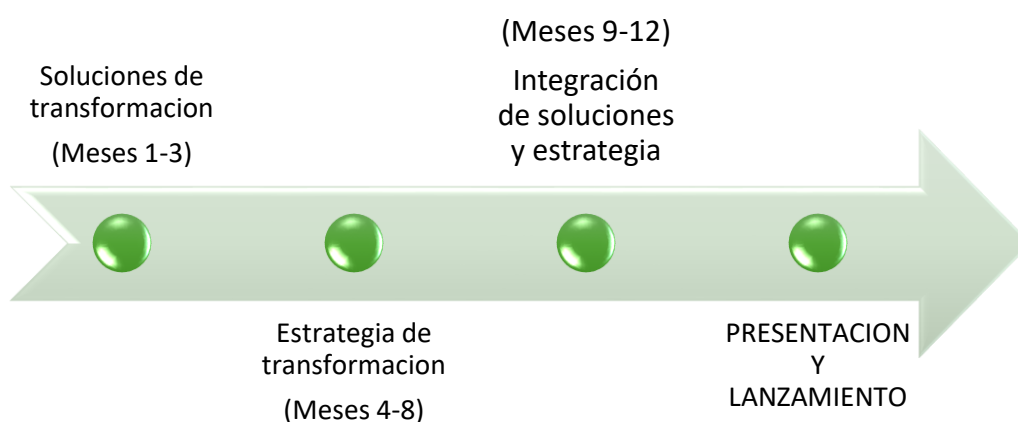 Soluciones de
transformacion
(Meses 1-3)
Estrategia de
transformacion
(Meses 4-8)
(Meses 9-12)
Integración
de soluciones
y estrategia
PRESENTACION
Y
LANZAMIENTO